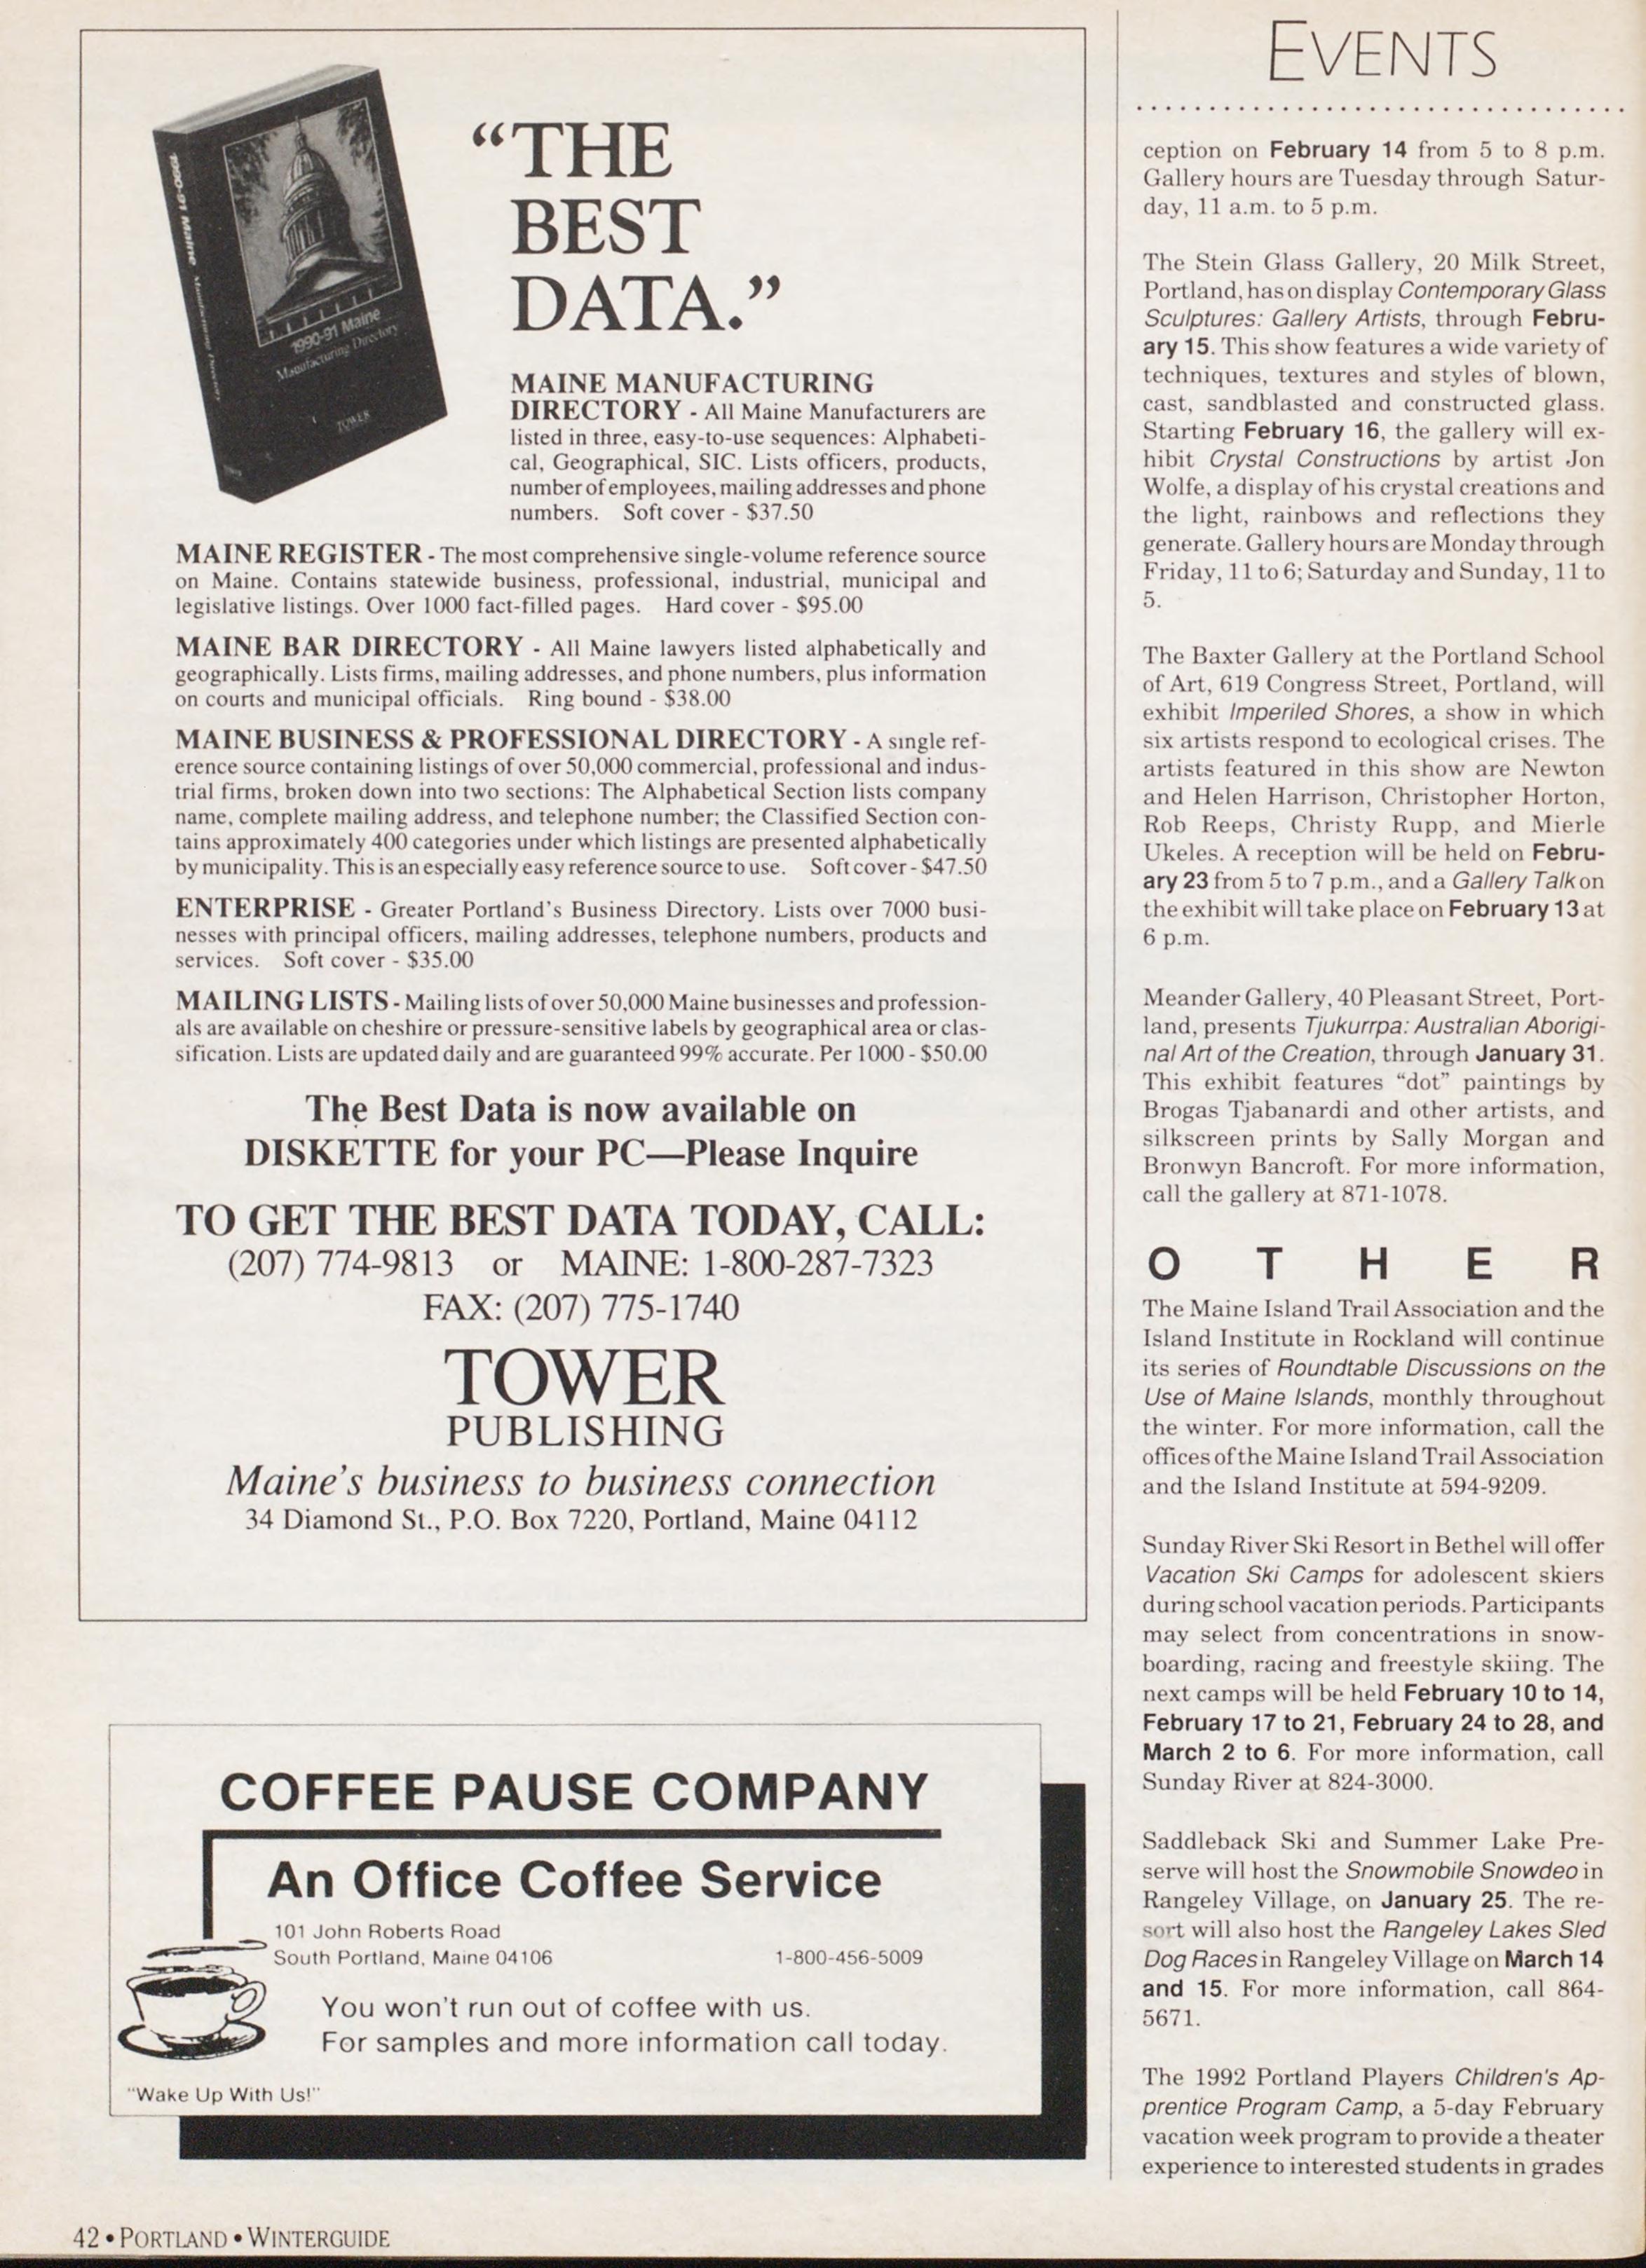 1990-91 Maine Manufacturing Directory
1990-91 Maine
Manufacturing Directory
TOWER
“THE
BEST
DATA.”
MAINE MANUFACTURING
DIRECTORY - All Maine Manufacturers are
listed in three, easy-to-use sequences: Alphabeti-
cal, Geographical, SIC. Lists officers, products,
number of employees, mailing addresses and phone
numbers. Soft cover - $37.50
MAINE REGISTER - The most comprehensive single-volume reference source
on Maine. Contains statewide business, professional, industrial, municipal and
legislative listings. Over 1000 fact-filled pages. Hard cover - $95.00
MAINE BAR DIRECTORY - All Maine lawyers listed alphabetically and
geographically. Lists firms, mailing addresses, and phone numbers, plus information
on courts and municipal officials. Ring bound - $38.00
MAINE BUSINESS & PROFESSIONAL DIRECTORY - A single ref-
erence source containing listings of over 50,000 commercial, professional and indus-
trial firms, broken down into two sections: The Alphabetical Section lists company
name, complete mailing address, and telephone number; the Classified Section con-
tains approximately 400 categories under which listings are presented alphabetically
by municipality. This is an especially easy reference source to use. Soft cover - $47.50
ENTERPRISE - Greater Portland's Business Directory. Lists over 7000 busi-
nesses with principal officers, mailing addresses, telephone numbers, products and
services. Soft cover - $35.00
MAILING LISTS - Mailing lists of over 50,000 Maine businesses and profession-
als are available on cheshire or pressure-sensitive labels by geographical area or clas-
sification. Lists are updated daily and are guaranteed 99% accurate. Per 1000 - $50.00
The Best Data is now available on
DISKETTE for your PC—Please Inquire
TO GET THE BEST DATA TODAY, CALL:
(207) 774-9813 or MAINE: 1-800-287-7323
FAX: (207) 775-1740
TOWER
PUBLISHING
Maine's business to business connection
34 Diamond St., P.O. Box 7220, Portland, Maine 04112
COFFEE PAUSE COMPANY
An Office Coffee Service
101 John Roberts Road
South Portland, Maine 04106 1-800-456-5009
You won't run out of coffee with us.
For samples and more information call today.
"Wake Up With Us!"
EVENTS
ception on February 14 from 5 to 8 p.m.
Gallery hours are Tuesday through Satur-
day, 11 a.m. to 5 p.m.
The Stein Glass Gallery, 20 Milk Street,
Portland, has on display Contemporary Glass
Sculptures: Gallery Artists, through Febru-
ary 15. This show features a wide variety of
techniques, textures and styles of blown,
cast, sandblasted and constructed glass.
Starting February 16, the gallery will ex-
hibit Crystal Constructions by artist Jon
Wolfe, a display of his crystal creations and
the light, rainbows and reflections they
generate. Gallery hours are Monday through
Friday, 11 to 6; Saturday and Sunday, 11 to
5.
The Baxter Gallery at the Portland School
of Art, 619 Congress Street, Portland, will
exhibit Imperiled Shores, a show in which
six artists respond to ecological crises. The
artists featured in this show are Newton
and Helen Harrison, Christopher Horton,
Rob Reeps, Christy Rupp, and Mierle
Ukeles. A reception will be held on Febru-
ary 23 from 5 to 7 p.m., and a Gallery Talk on
the exhibit will take place on February 13 at
6 p.m.
Meander Gallery, 40 Pleasant Street, Port-
land, presents Tjukurrpa: Australian Aborigi-
nal Art of the Creation, through January 31.
This exhibit features “dot” paintings by
Brogas Tjabanardi and other artists, and
silkscreen prints by Sally Morgan and
Bronwyn Bancroft. For more information,
call the gallery at 871-1078.
OTHER
The Maine Island Trail Association and the
Island Institute in Rockland will continue
its series of Roundtable Discussions on the
Use of Maine Islands, monthly throughout
the winter. For more information, call the
offices of the Maine Island Trail Association
and the Island Institute at 594-9209.
Sunday River Ski Resort in Bethel will offer
Vacation Ski Camps for adolescent skiers
during school vacation periods. Participants
may select from concentrations in snow-
boarding, racing and freestyle skiing. The
next camps will be held February 10 to 14,
February 17 to 21, February 24 to 28, and
March 2 to 6. For more information, call
Sunday River at 824-3000.
Saddleback Ski and Summer Lake Pre-
serve will host the Snowmobile Snowdeo in
Rangeley Village, on January 25. The re-
sort will also host the Rangeley Lakes Sled
Dog Races in Rangeley Village on March 14
and 15. For more information, call 864-
5671.
The 1992 Portland Players Children's Ap-
prentice Program Camp, a 5-day February
vacation week program to provide a theater
experience to interested students in grades
42 • PORTLAND • WINTERGUIDE